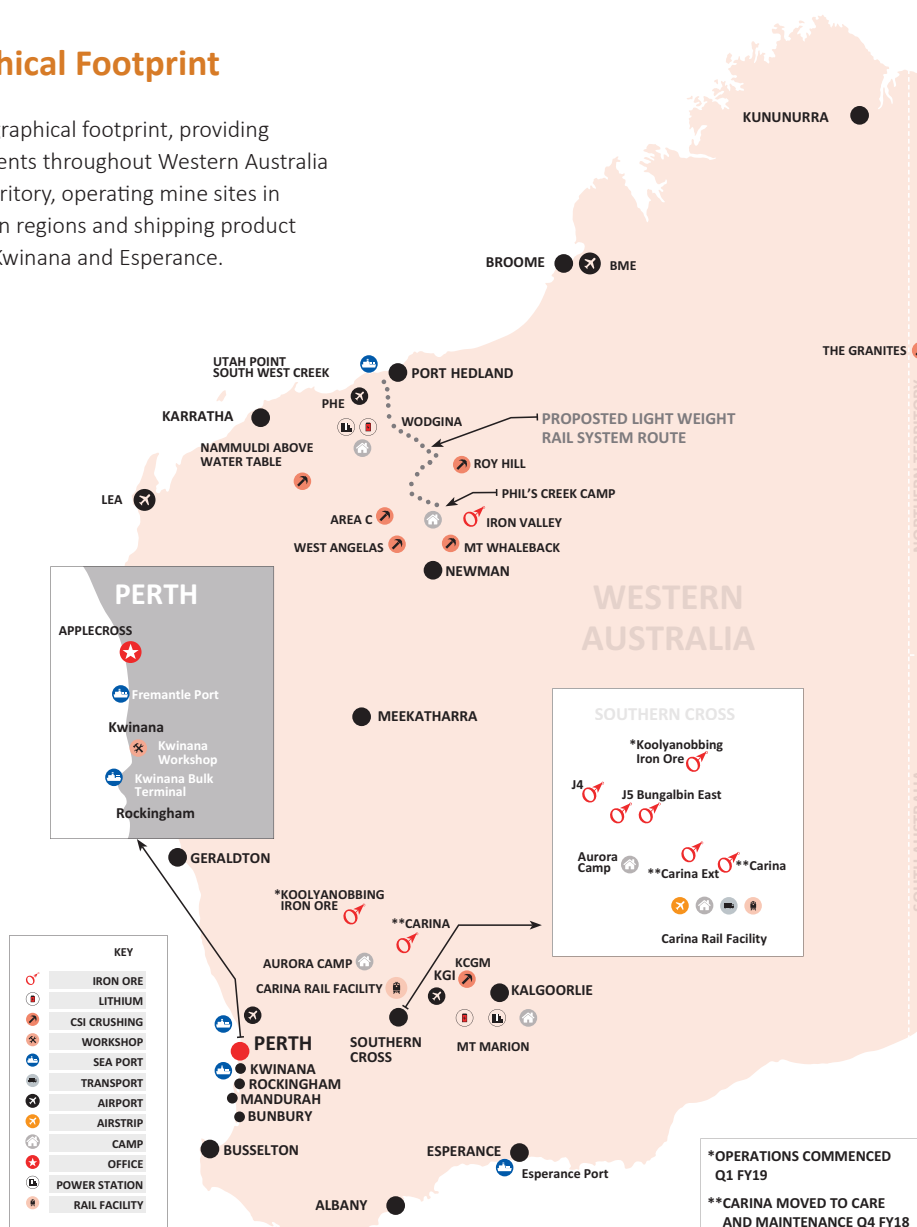 hical Footprint
raphical footprint, providing
ents throughout Western Australia
ritory, operating mine sites in
n regions and shipping product
Kwinana and Esperance.
KUNUNURRA
BROOME
BME
THE GRANITES
UTAH POINT
SOUTH WEST CREEK
PORT HEDLAND
PHE
KARRATHA
WODGINA
PROPOSTED LIGHT WEIGHT
RAIL SYSTEM ROUTE
NAMMULDI ABOVE
WATER TABLE
ROY HILL
LEA
PHIL'S CREEK CAMP
AREA C
IRON VALLEY
WEST ANGELAS
MT WHALEBACK
NEWMAN
WESTERN
AUSTRALIA
NORTHERN TERRITORY
SOUTH AUSTRALIA
PERTH
APPLECROSS
Fremantle Port
Kwinana
Kwinana
Workshop
Kwinana Bulk
Terminal
Rockingham
MEEKATHARRA
SOUTHERN CROSS
*Koolyanobbing
Iron Ore
J4
J5 Bungalbin East
Aurora
Camp
**Carina Ext
**Carina
Carina Rail Facility
GERALDTON
*KOOLYANOBBING
IRON ORE
**CARINA
AURORA CAMP
KCGM
KGI
CARINA RAIL FACILITY
KALGOORLIE
SOUTHERN
CROSS
MT MARION
PERTH
KWINANA
ROCKINGHAM
MANDURAH
BUNBURY
BUSSELTON
ESPERANCE
Esperance Port
ALBANY
KEY
IRON ORE
LITHIUM
CSI CRUSHING
WORKSHOP
SEA PORT
TRANSPORT
AIRPORT
AIRSTRIP
CAMP
OFFICE
POWER STATION
RAIL FACILITY
*OPERATIONS COMMENCED
Q1 FY19
**CARINA MOVED TO CARE
AND MAINTENANCE Q4 FY18